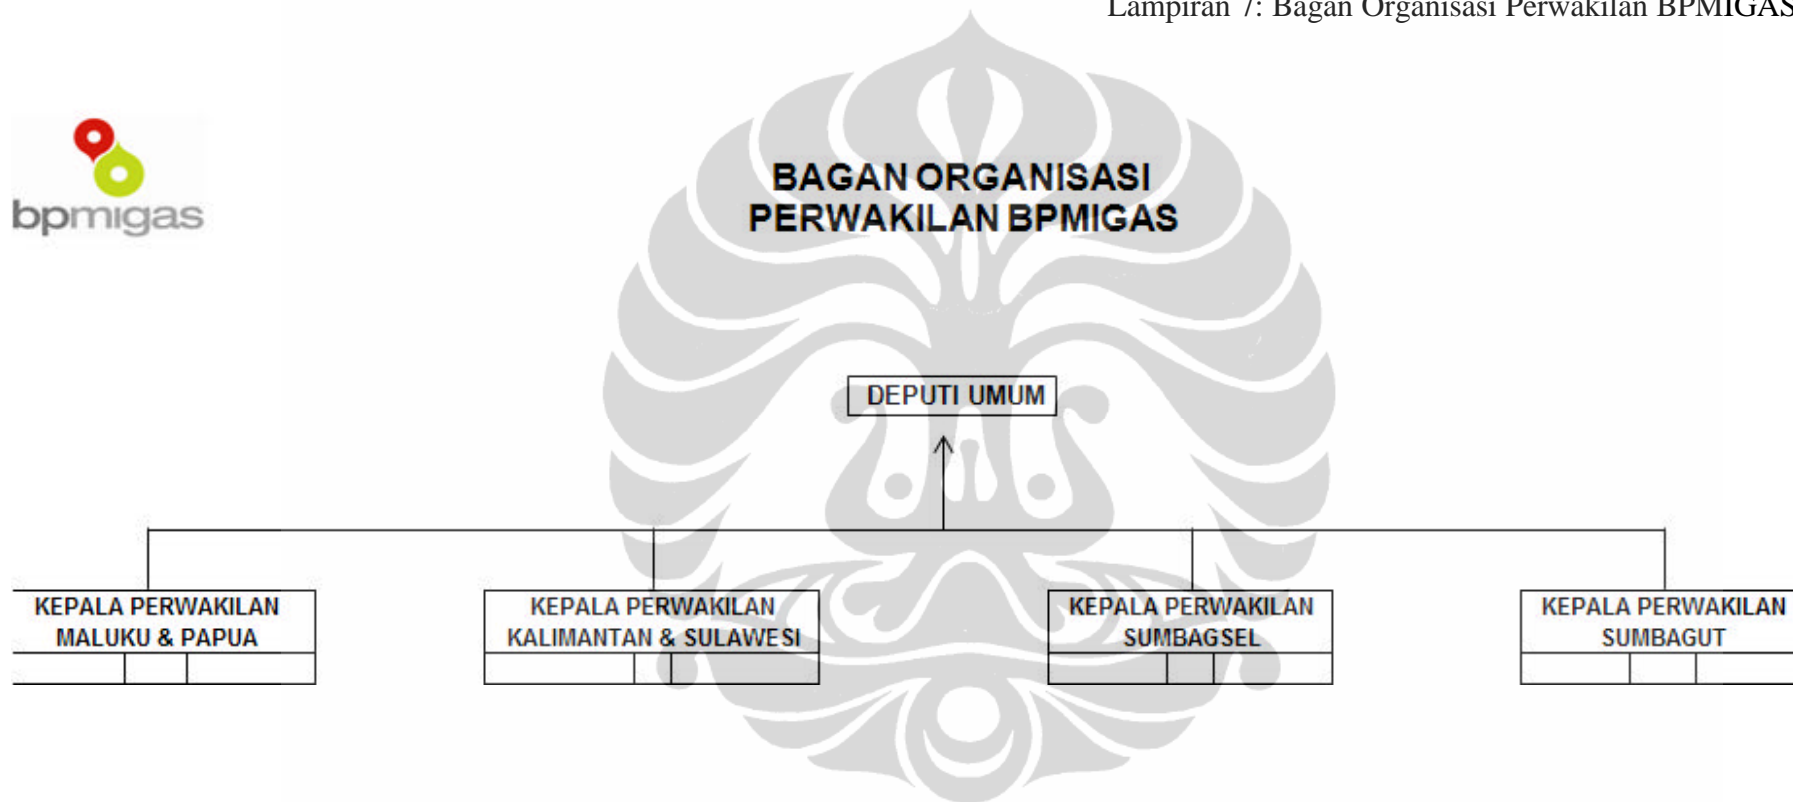 Lampiran 7: Bagan Organisasi Perwakilan BPMIGAS
bpmigas
BAGAN ORGANISASI
PERWAKILAN BPMIGAS
DEPUTI UMUM
KEPALA PERWAKILAN
MALUKU & PAPUA
KEPALA PERWAKILAN
KALIMANTAN & SULAWESI
KEPALA PERWAKILAN
SUMBAGSEL
KEPALA PERWAKILAN
SUMBAGUT